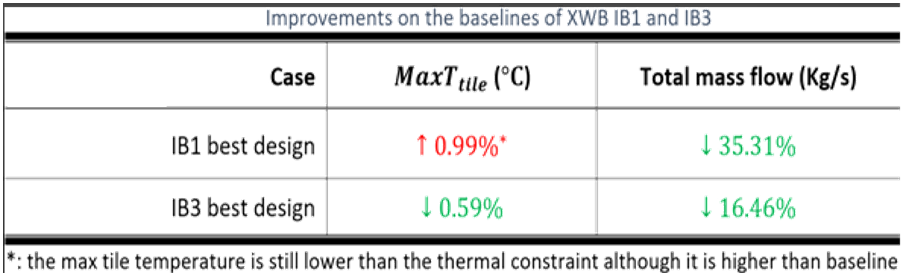 Improvements on the baselines of XWB IB1 and IB3
Case MaxT_tile (°C) Total mass flow (Kg/s)
IB1 best design ↑ 0.99%* ↓ 35.31%
IB3 best design ↓ 0.59% ↓ 16.46%
*: the max tile temperature is still lower than the thermal constraint although it is higher than baseline